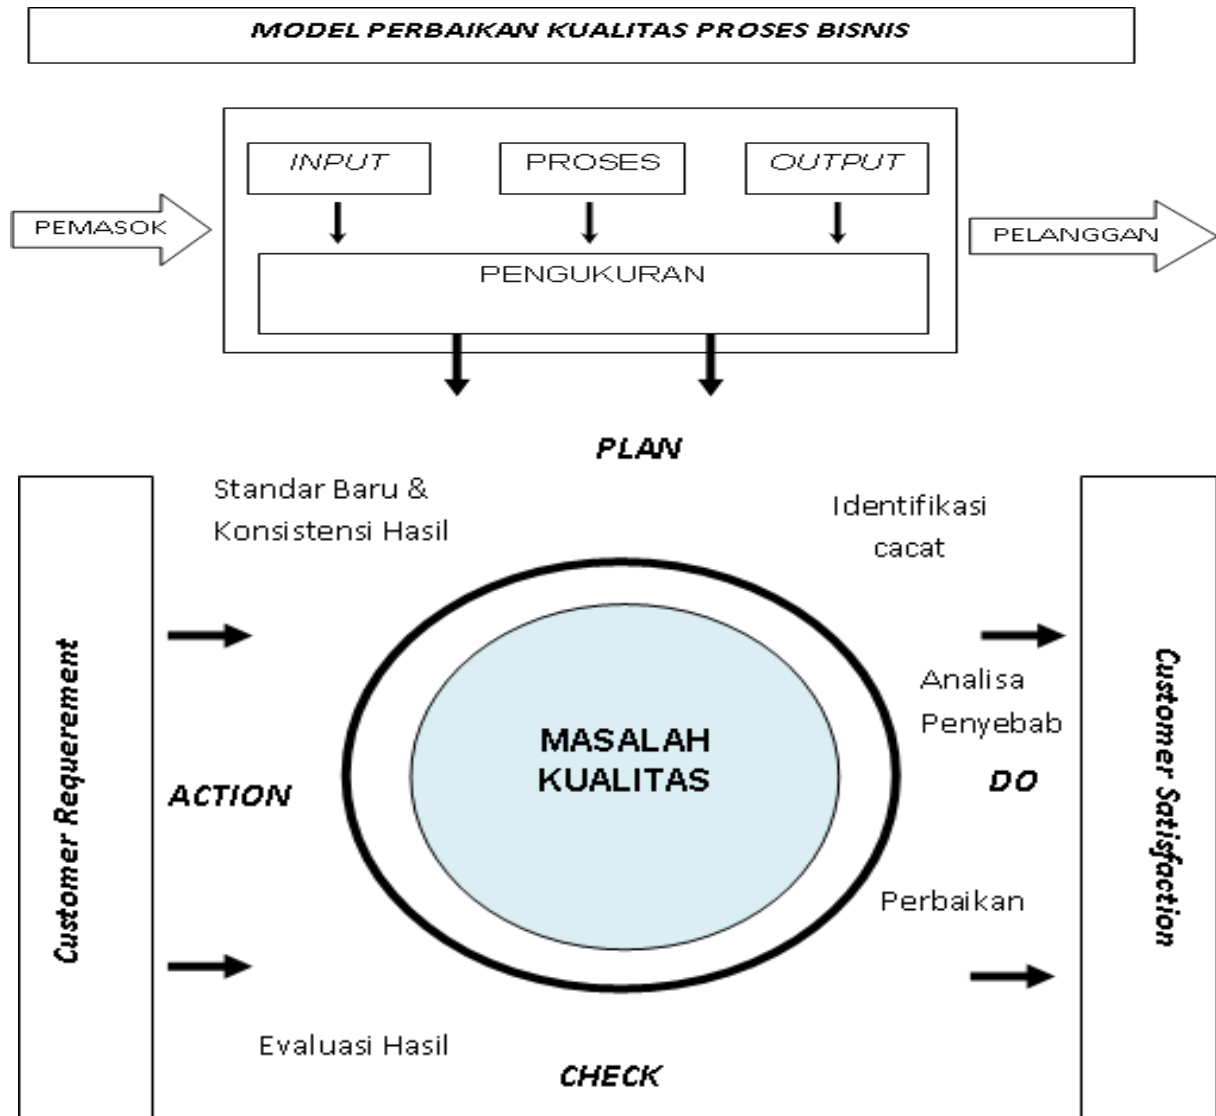 MODEL PERBAIKAN KUALITAS PROSES BISNIS
INPUT
PROSES
OUTPUT
PEMASOK
PELANGGAN
PENGUKURAN
PLAN
Standar Baru &
Konsistensi Hasil
Identifikasi
cacat
Customer Requerement
MASALAH
KUALITAS
Analisa
Penyebab
ACTION
DO
Customer Satisfaction
Perbaikan
Evaluasi Hasil
CHECK